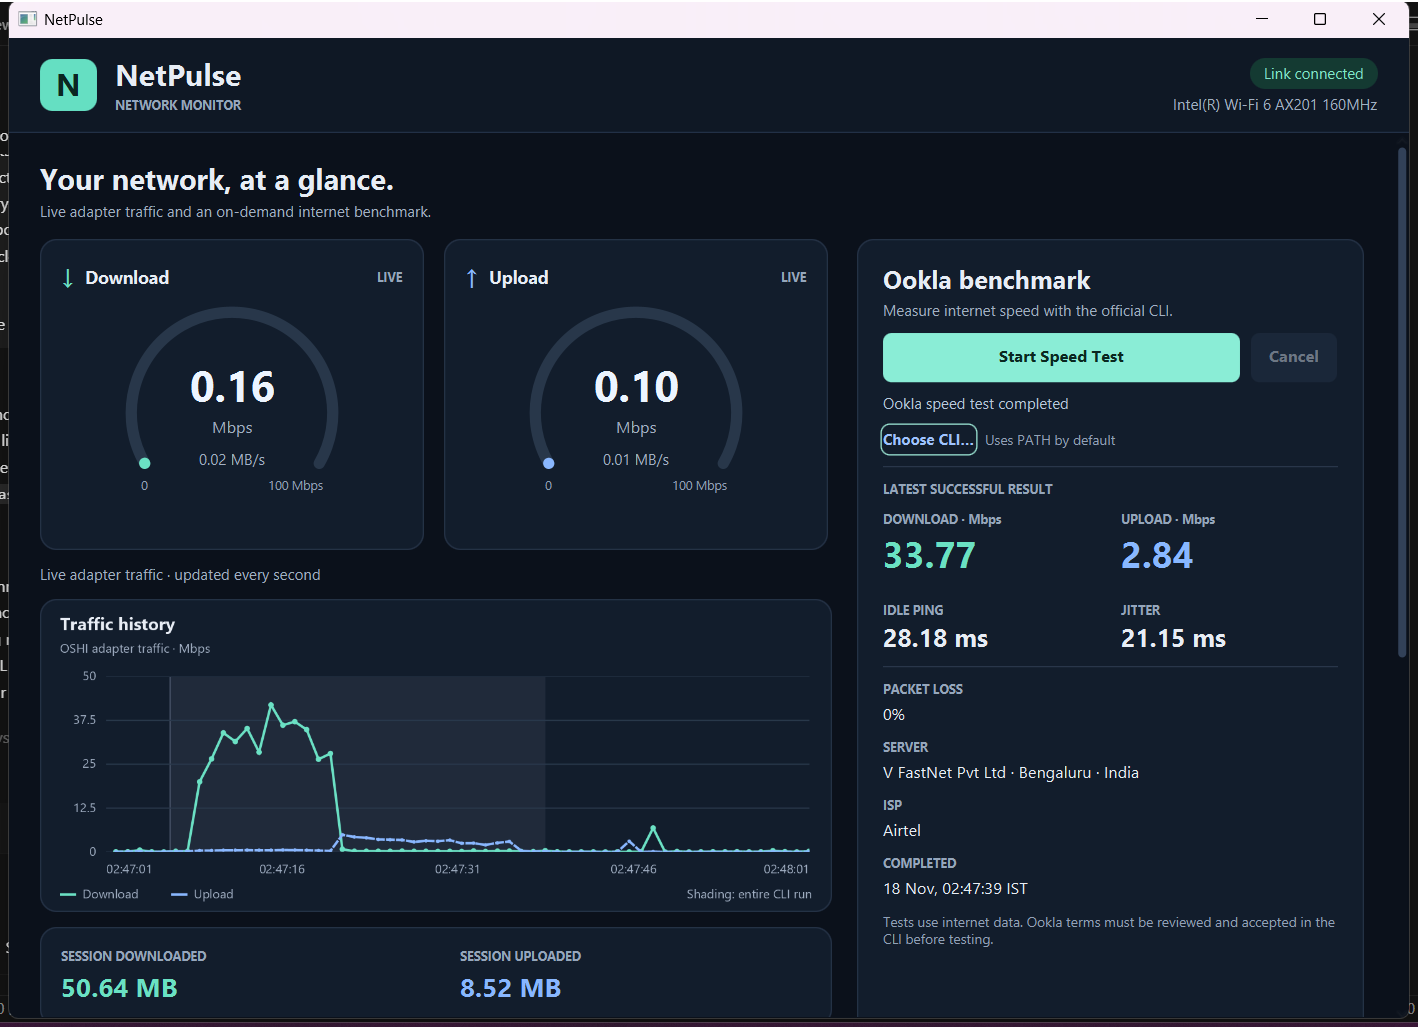 NetPulse
N
NetPulse
NETWORK MONITOR
Link connected
Intel(R) Wi-Fi 6 AX201 160MHz
Your network, at a glance.
Live adapter traffic and an on-demand internet benchmark.
↓ Download
LIVE
0.16
Mbps
0.02 MB/s
0
100 Mbps
↑ Upload
LIVE
0.10
Mbps
0.01 MB/s
0
100 Mbps
Live adapter traffic · updated every second
Traffic history
OSHI adapter traffic · Mbps
50
37.5
25
12.5
0
02:47:01 02:47:16 02:47:31 02:47:46 02:48:01
Download Upload
Shading: entire CLI run
SESSION DOWNLOADED
50.64 MB
SESSION UPLOADED
8.52 MB
Ookla benchmark
Measure internet speed with the official CLI.
Start Speed Test
Cancel
Ookla speed test completed
Choose CLI...
Uses PATH by default
LATEST SUCCESSFUL RESULT
DOWNLOAD · Mbps
33.77
UPLOAD · Mbps
2.84
IDLE PING
28.18 ms
JITTER
21.15 ms
PACKET LOSS
0%
SERVER
V FastNet Pvt Ltd · Bengaluru · India
ISP
Airtel
COMPLETED
18 Nov, 02:47:39 IST
Tests use internet data. Ookla terms must be reviewed and accepted in the
CLI before testing.